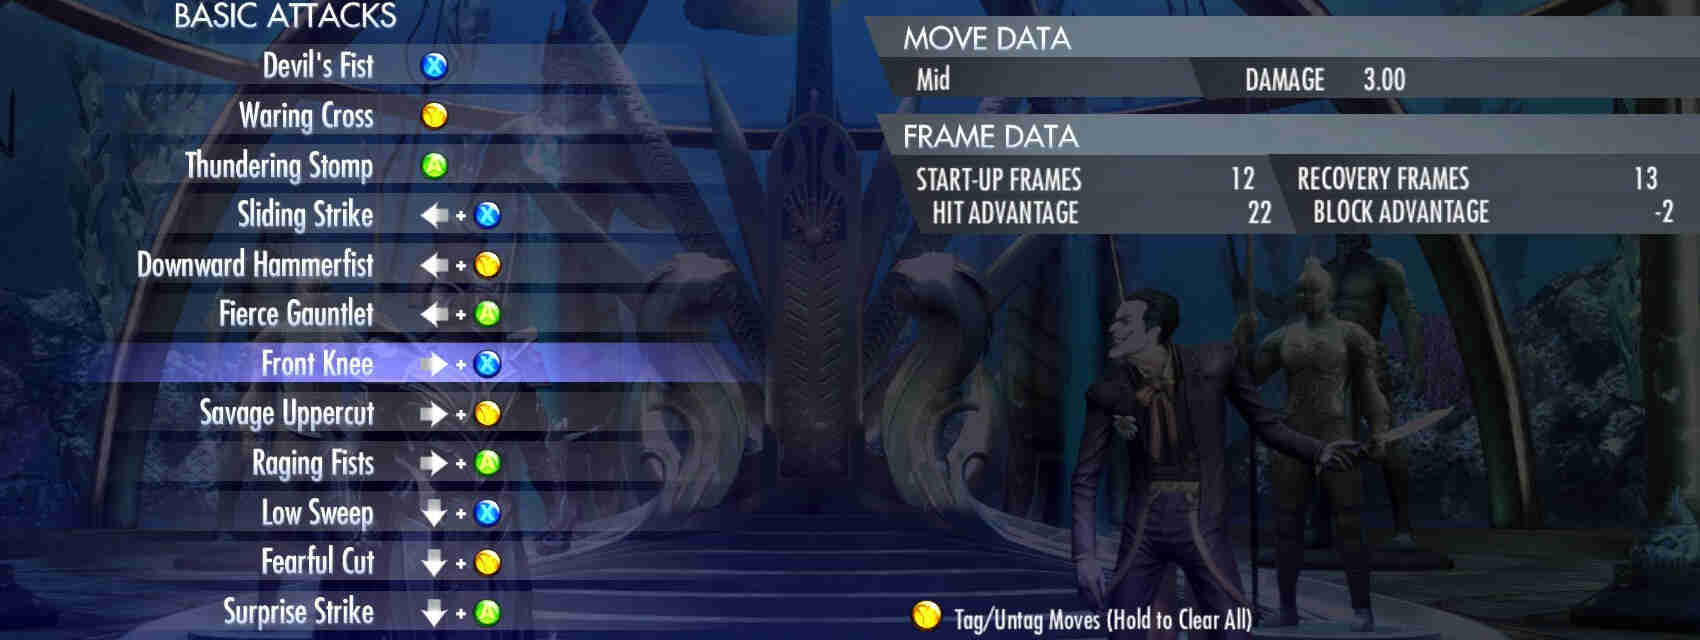 BASIC ATTACKS
Devil's Fist X
Waring Cross Y
Thundering Stomp A
Sliding Strike + X
Downward Hammerfist + Y
Fierce Gauntlet + A
Front Knee + X
Savage Uppercut + Y
Raging Fists + A
Low Sweep + X
Fearful Cut + Y
Surprise Strike + A
MOVE DATA
Mid DAMAGE 3.00
FRAME DATA
START-UP FRAMES 12 RECOVERY FRAMES 13
HIT ADVANTAGE 22 BLOCK ADVANTAGE -2
Y Tag/Untag Moves (Hold to Clear All)